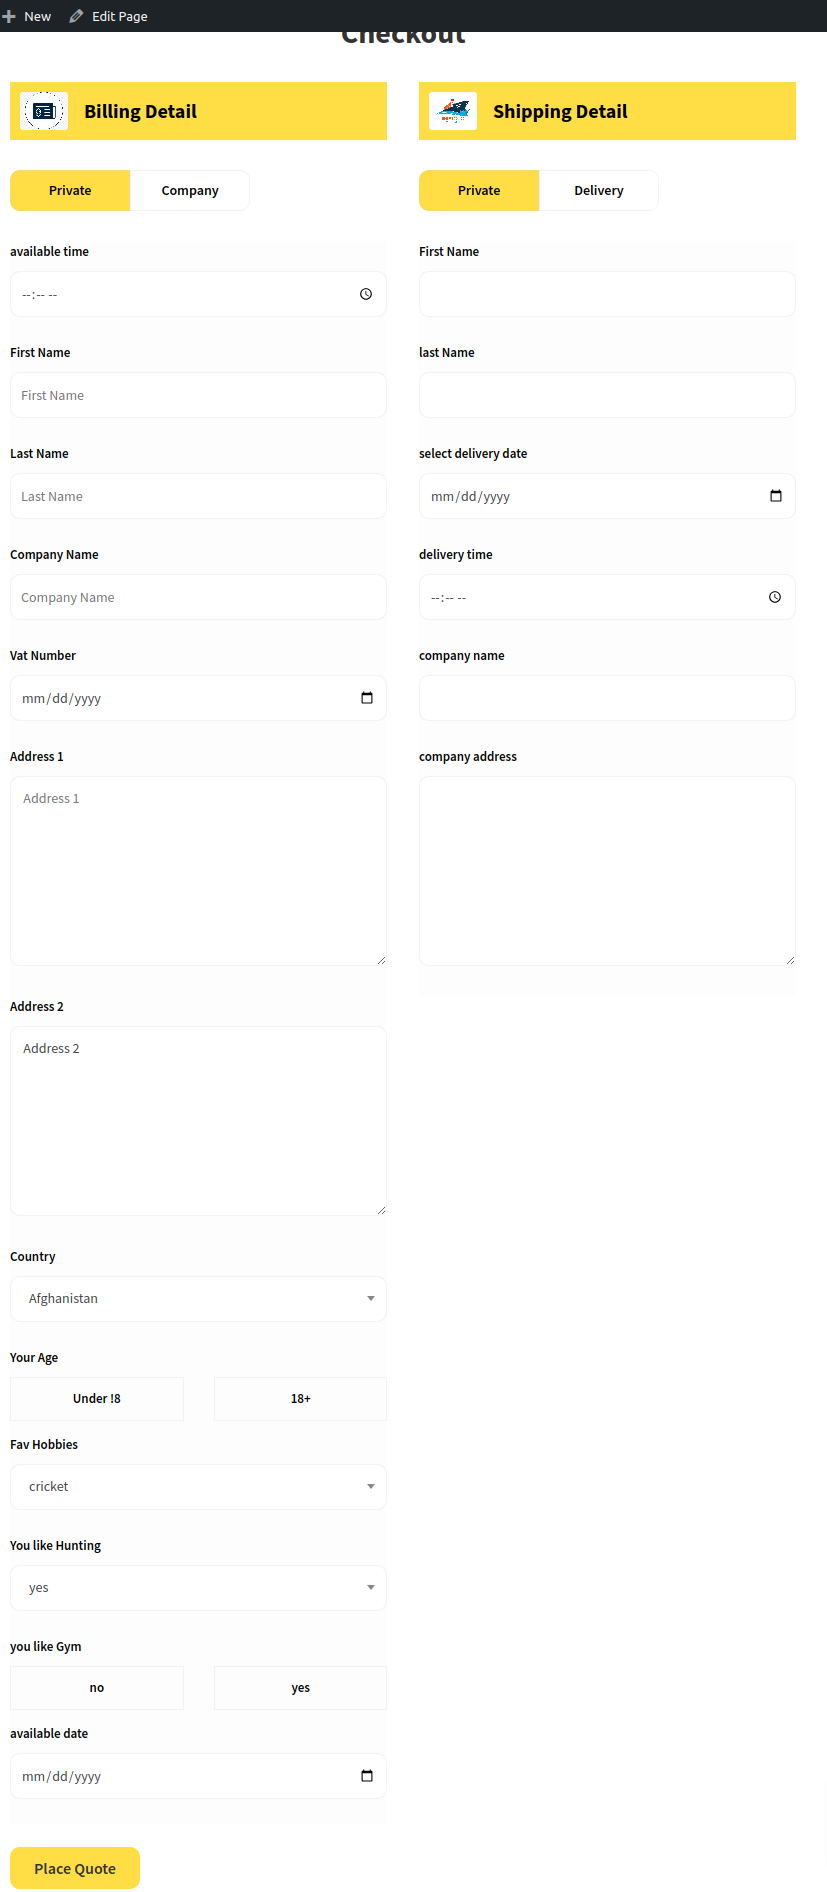 New Edit Page
Checkout
Billing Detail
Private Company
available time
--:-- --
First Name
First Name
Last Name
Last Name
Company Name
Company Name
Vat Number
mm/dd/yyyy
Address 1
Address 1
Address 2
Address 2
Country
Afghanistan
Your Age
Under !8 18+
Fav Hobbies
cricket
You like Hunting
yes
you like Gym
no yes
available date
mm/dd/yyyy
Place Quote
Shipping Detail
Private Delivery
First Name
last Name
select delivery date
mm/dd/yyyy
delivery time
--:-- --
company name
company address